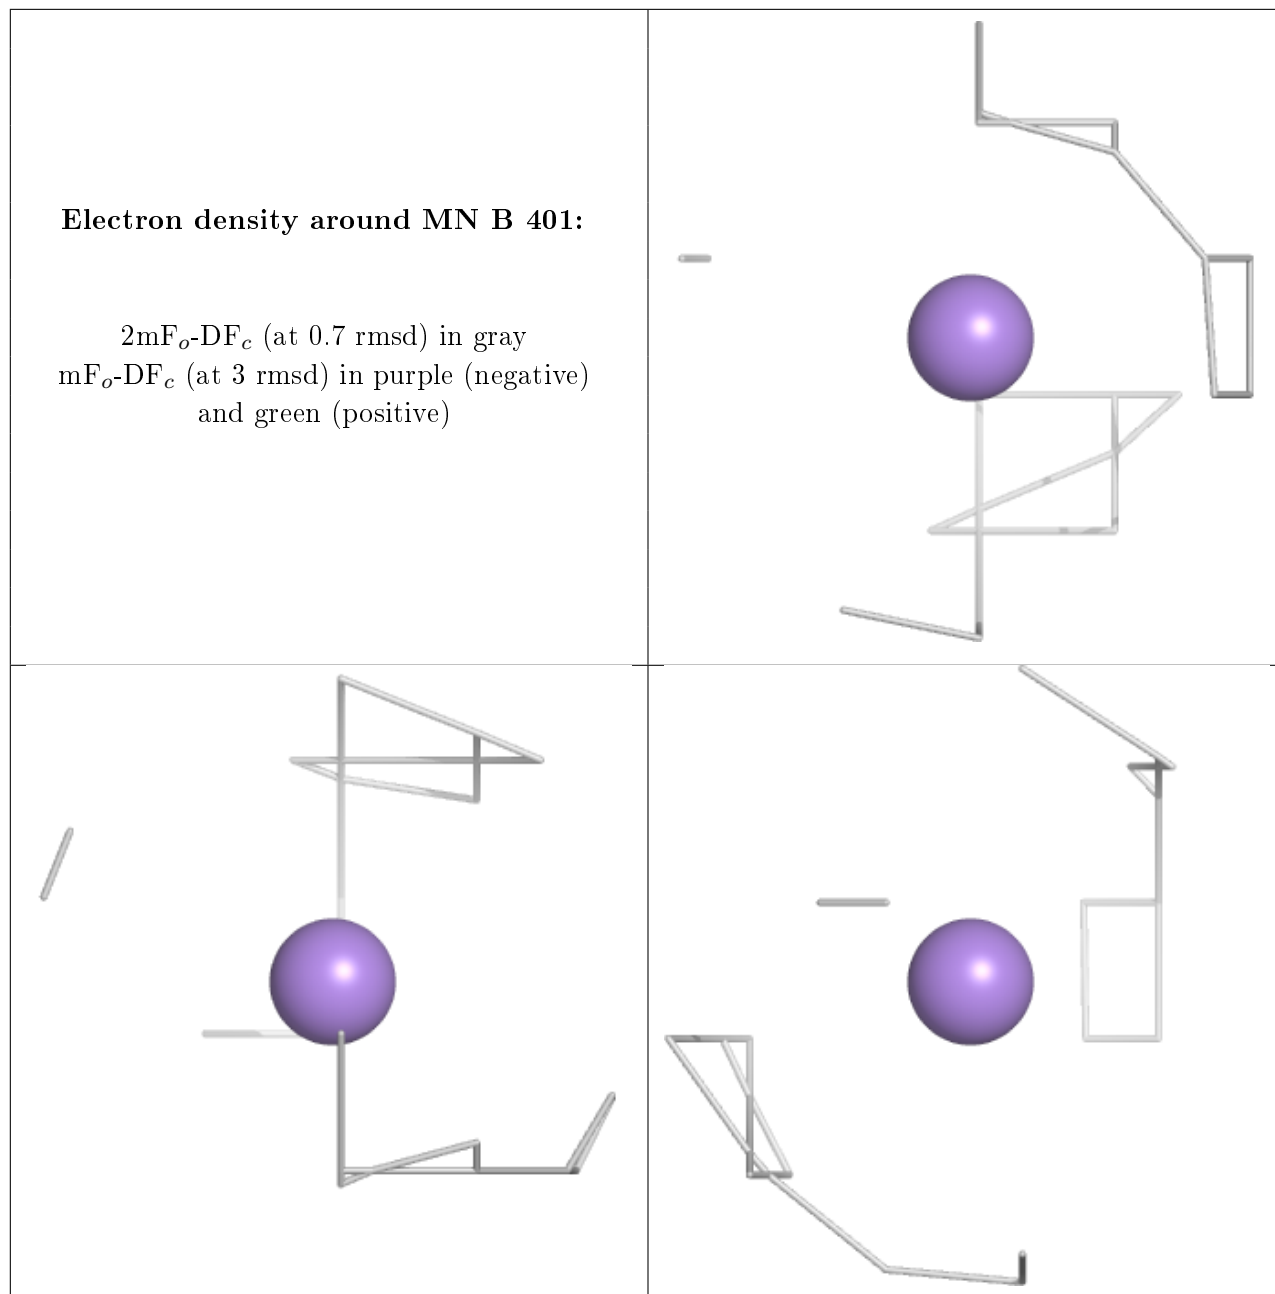 Electron density around MN B 401:
2mFo-DFc (at 0.7 rmsd) in gray
mFo-DFc (at 3 rmsd) in purple (negative)
and green (positive)